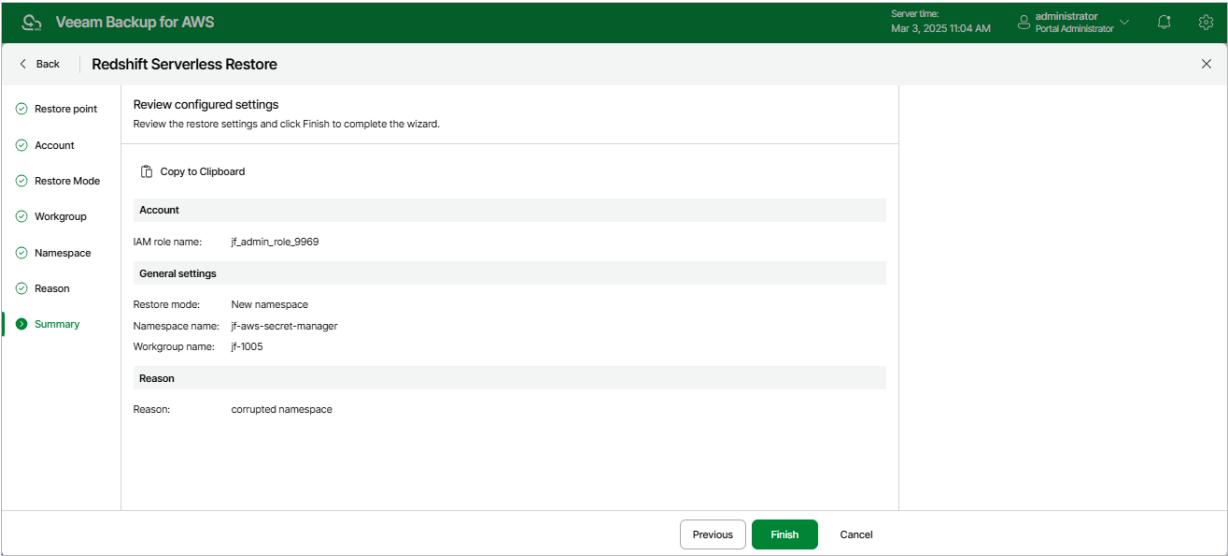 Veeam Backup for AWS
Server time:
Mar 3, 2025 11:04 AM
administrator
Portal Administrator
Back
Redshift Serverless Restore
Restore point
Account
Restore Mode
Workgroup
Namespace
Reason
Summary
Review configured settings
Review the restore settings and click Finish to complete the wizard.
Copy to Clipboard
Account
IAM role name: jf_admin_role_9969
General settings
Restore mode: New namespace
Namespace name: jf-aws-secret-manager
Workgroup name: jf-1005
Reason
Reason: corrupted namespace
Previous Finish Cancel